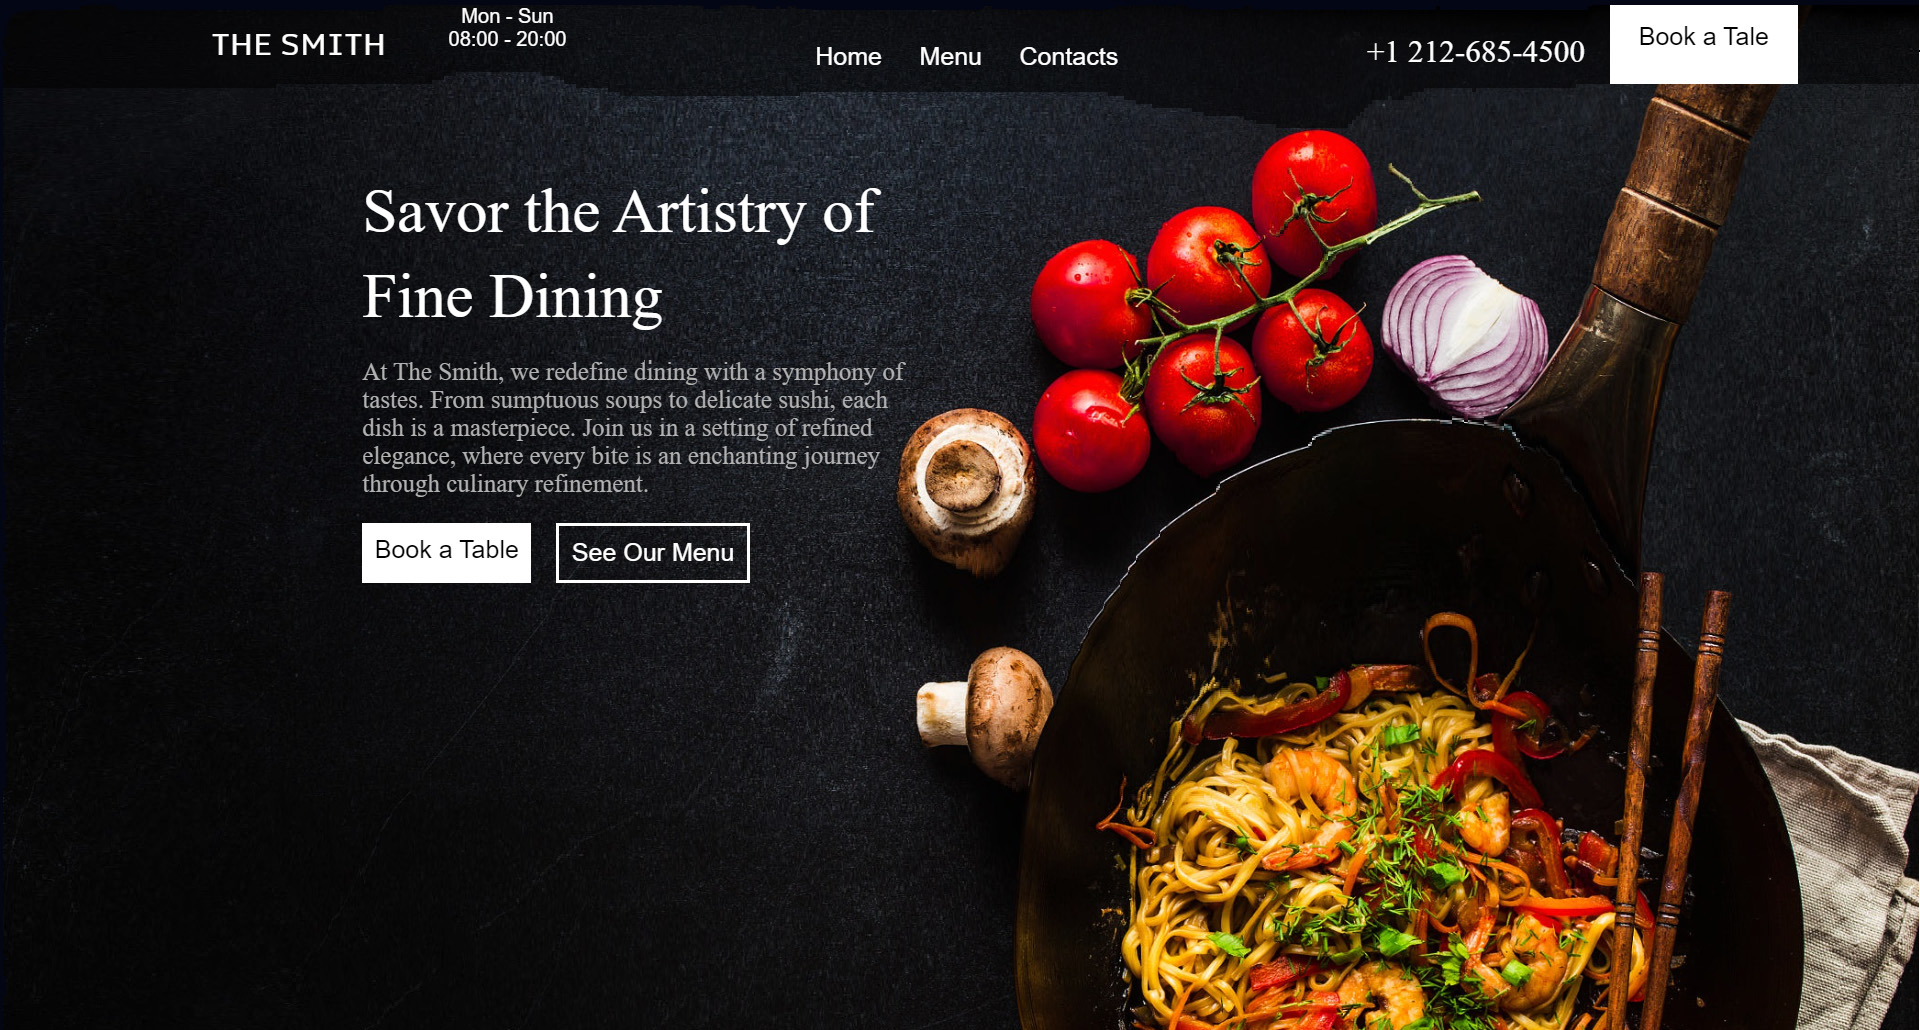 THE SMITH
Mon - Sun
08:00 - 20:00
Home Menu Contacts
+1 212-685-4500
Book a Tale
Savor the Artistry of
Fine Dining
At The Smith, we redefine dining with a symphony of
tastes. From sumptuous soups to delicate sushi, each
dish is a masterpiece. Join us in a setting of refined
elegance, where every bite is an enchanting journey
through culinary refinement.
Book a Table
See Our Menu